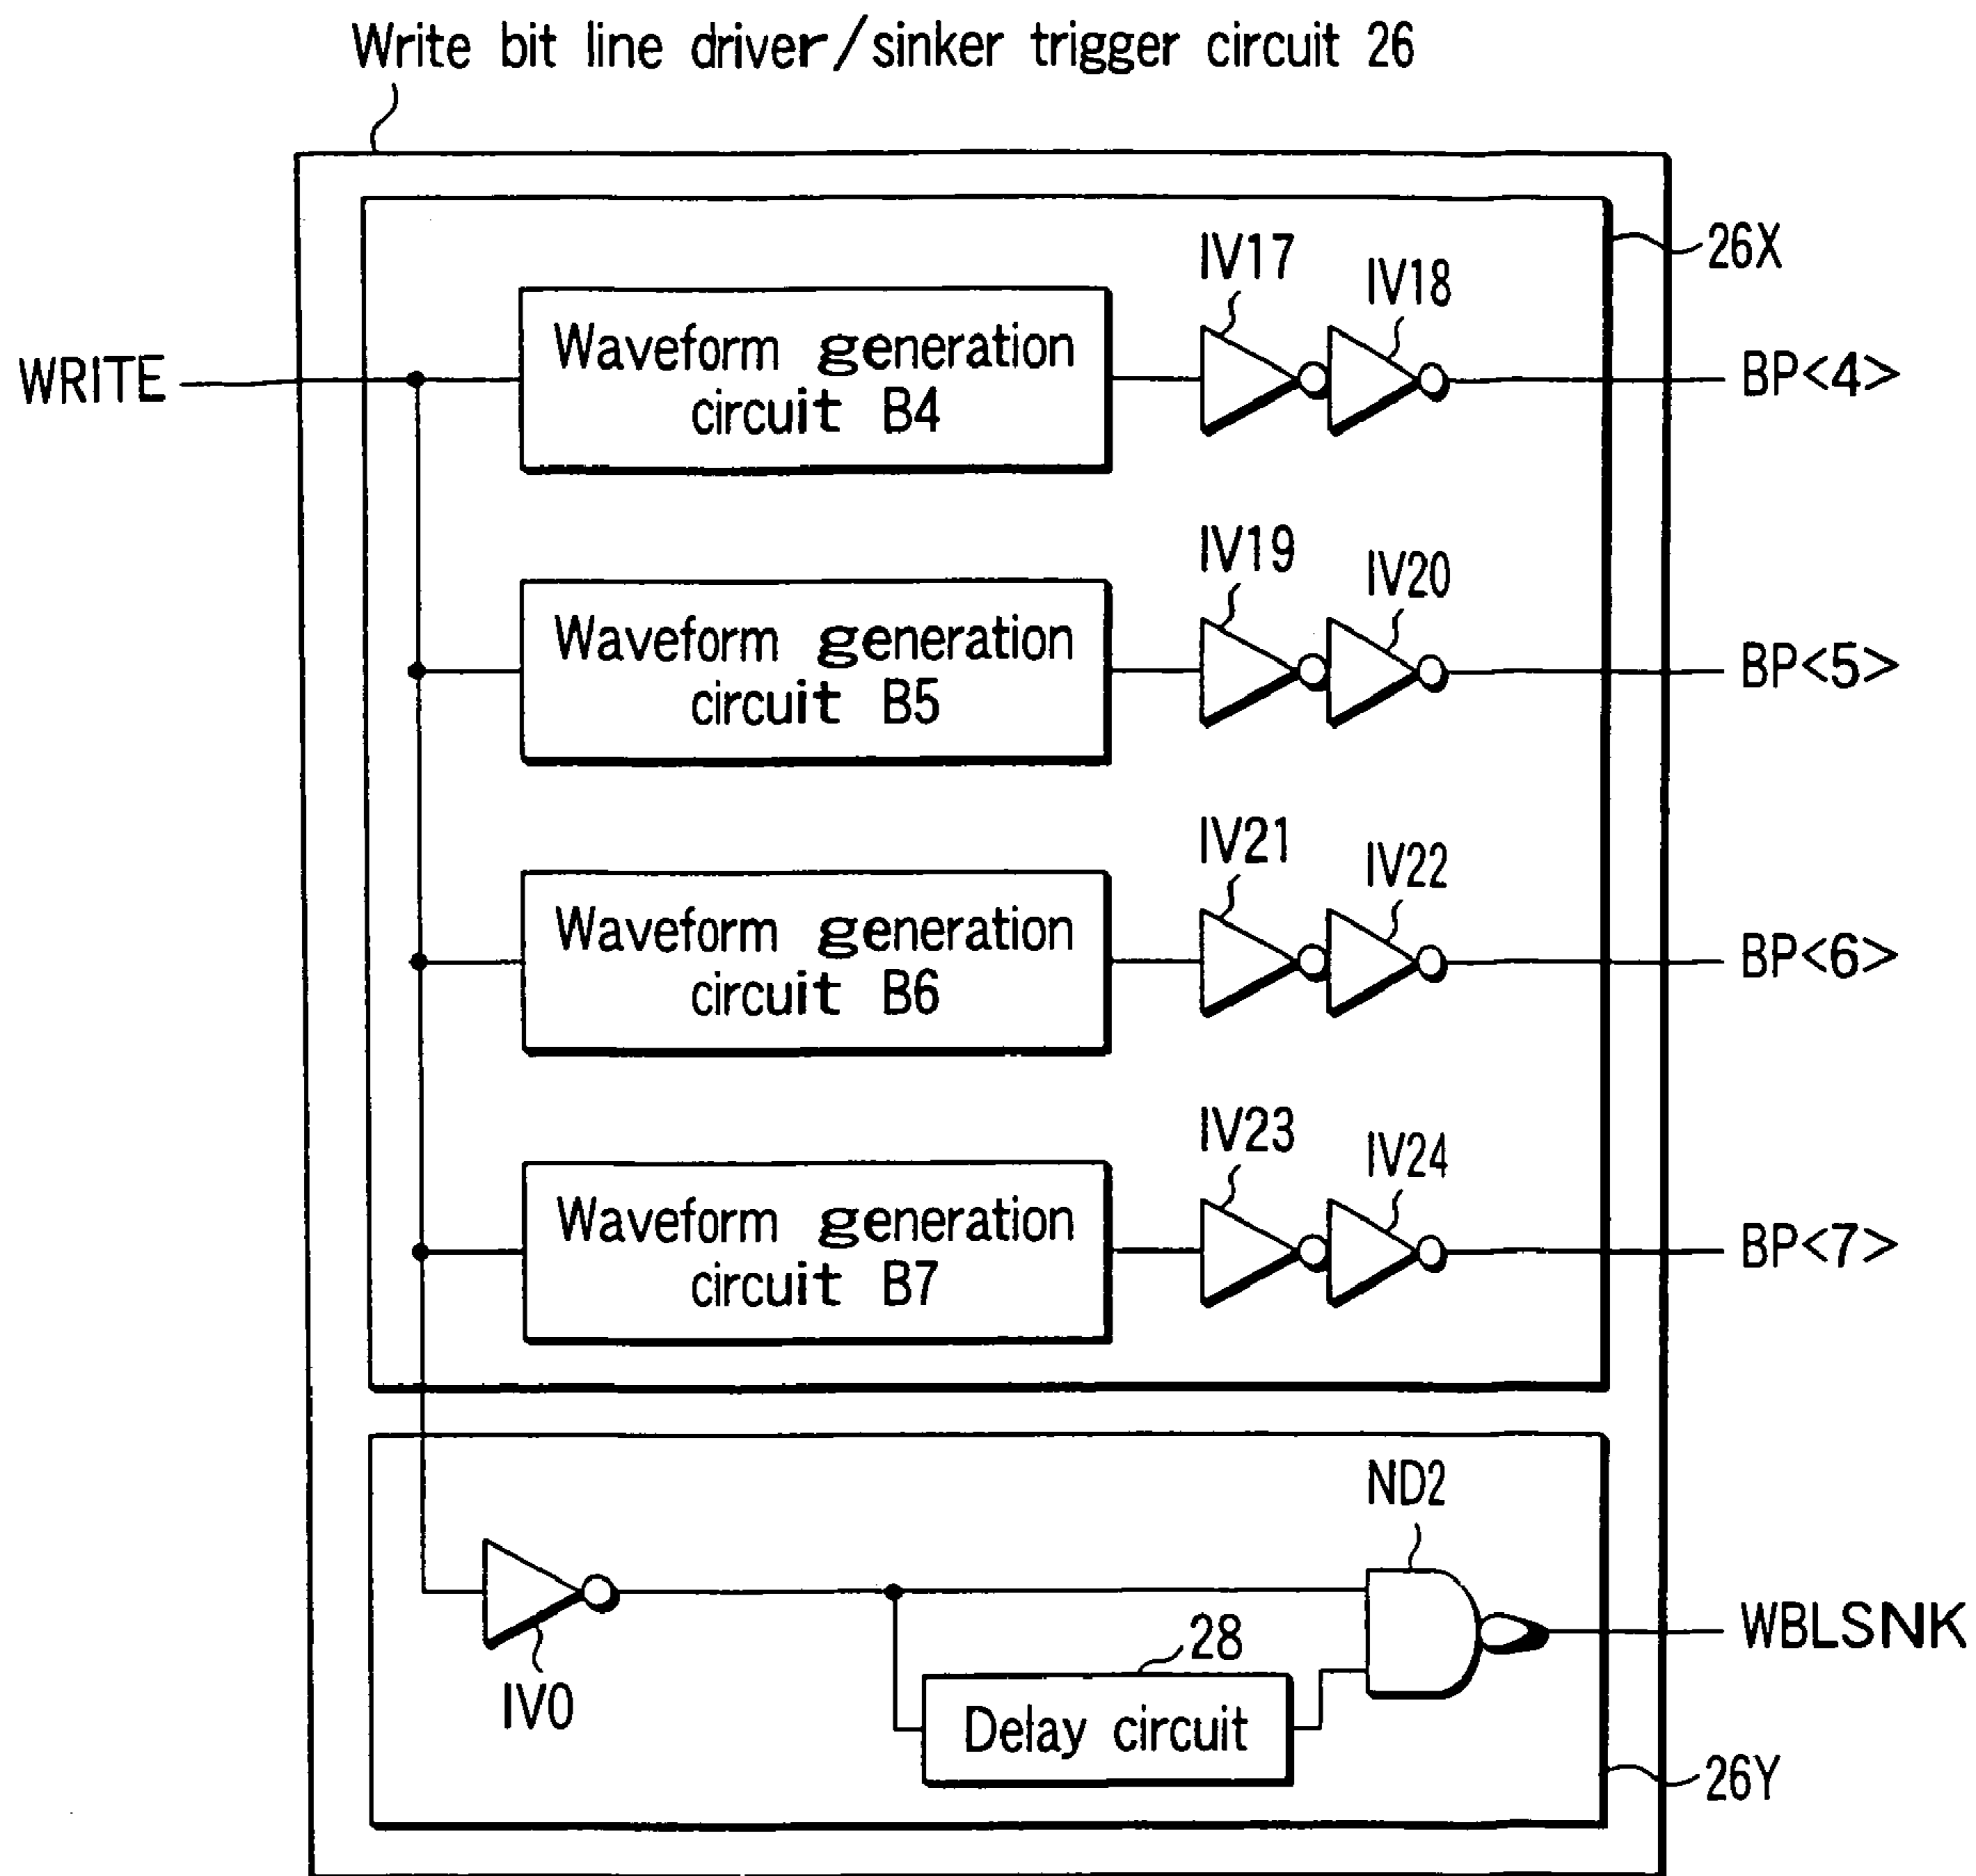 Write bit line driver/sinker trigger circuit 26
26X
IV17
IV18
WRITE
Waveform generation
circuit B4
BP<4>
IV19
IV20
Waveform generation
circuit B5
BP<5>
IV21
IV22
Waveform generation
circuit B6
BP<6>
IV23
IV24
Waveform generation
circuit B7
BP<7>
ND2
IV0
28
Delay circuit
WBLSNK
26Y